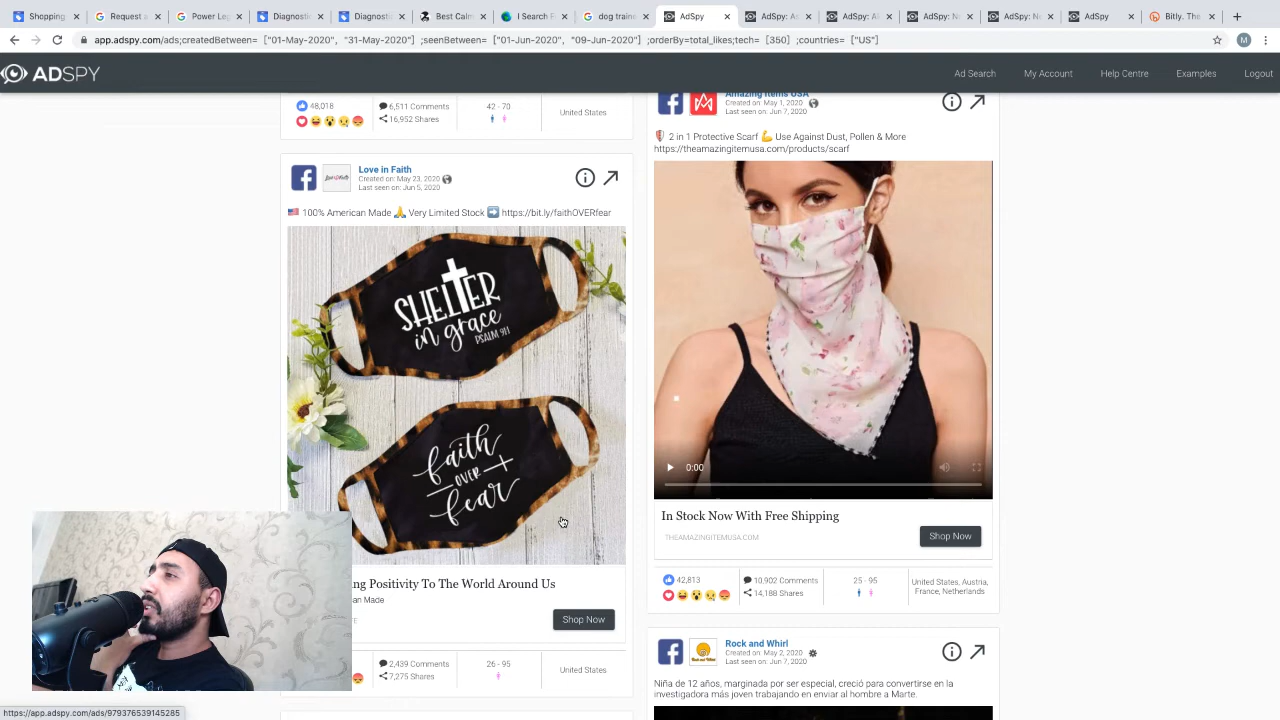 Shopping
Request a
Power Leg
Diagnostic
Diagnostic
Best Calm
I Search F
dog traini
AdSpy
AdSpy: As
AdSpy: Al
AdSpy: Ne
AdSpy: Ne
AdSpy
Bitly. The
app.adspy.com/ads;createdBetween= ["01-May-2020", "31-May-2020"] ;seenBetween= ["01-Jun-2020", "09-Jun-2020"] ;orderBy=total_likes;tech= [350] ;countries= ["US"]
M
ADSPY
Ad Search
My Account
Help Centre
Examples
Logout
48,018
6,511 Comments
16,952 Shares
42 - 70
United States
Love in Faith
Created on: May 23, 2020
Last seen on: Jun 5, 2020
100% American Made 🙏 Very Limited Stock ➡️ https://bit.ly/faithOVERfear
SHELTER
in grace
PSALM 91:1
faith
OVER
fear
ng Positivity To The World Around Us
an Made
Shop Now
2,439 Comments
7,275 Shares
26 - 95
United States
Amazing Items USA
Created on: May 1, 2020
Last seen on: Jun 7, 2020
2 in 1 Protective Scarf 💪 Use Against Dust, Pollen & More
https://theamazingitemusa.com/products/scarf
0:00
In Stock Now With Free Shipping
THEAMAZINGITEMUSA.COM
Shop Now
42,813
10,902 Comments
14,188 Shares
25 - 95
United States, Austria,
France, Netherlands
Rock and Whirl
Created on: May 2, 2020
Last seen on: Jun 7, 2020
Niña de 12 años, marginada por ser especial, creció para convertirse en la
investigadora más joven trabajando en enviar al hombre a Marte.
https://app.adspy.com/ads/979376539145285